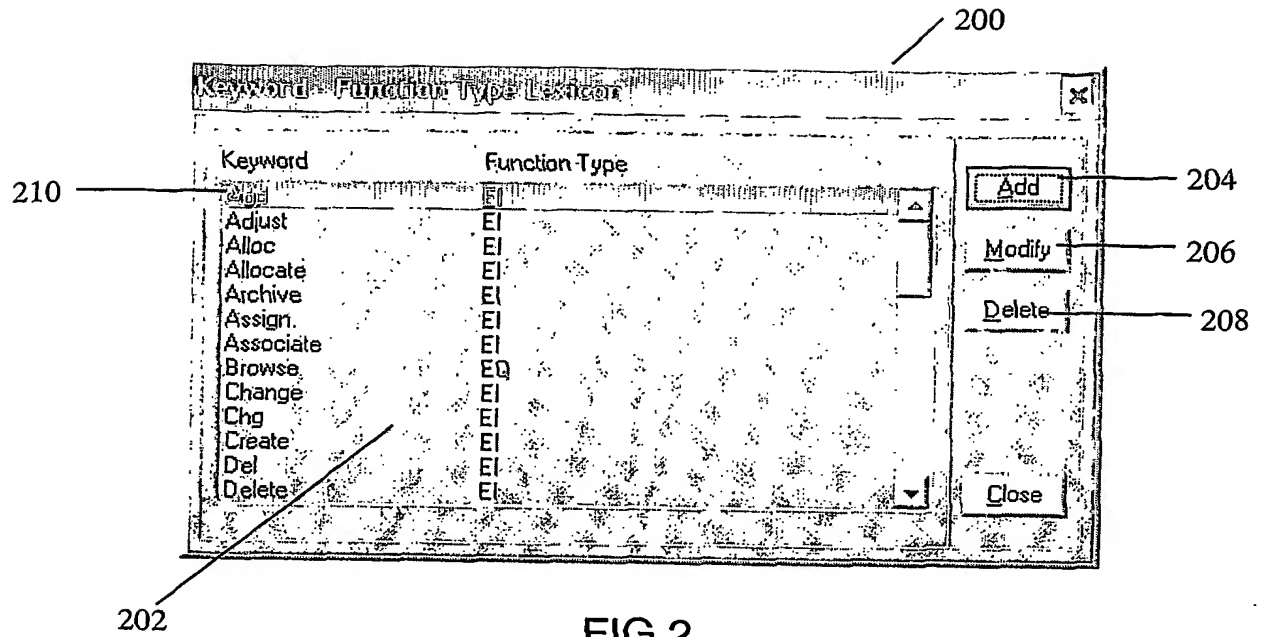 200
Keyword - Function Type Lexicon
Keyword Function Type
210 Add EI Add 204
Adjust EI
Alloc EI Modify 206
Allocate EI
Archive EI Delete 208
Assign. EI
Associate EI
Browse EQ
Change EI
Chg EI
Create EI
Del EI
Delete EI Close
202
FIG 2